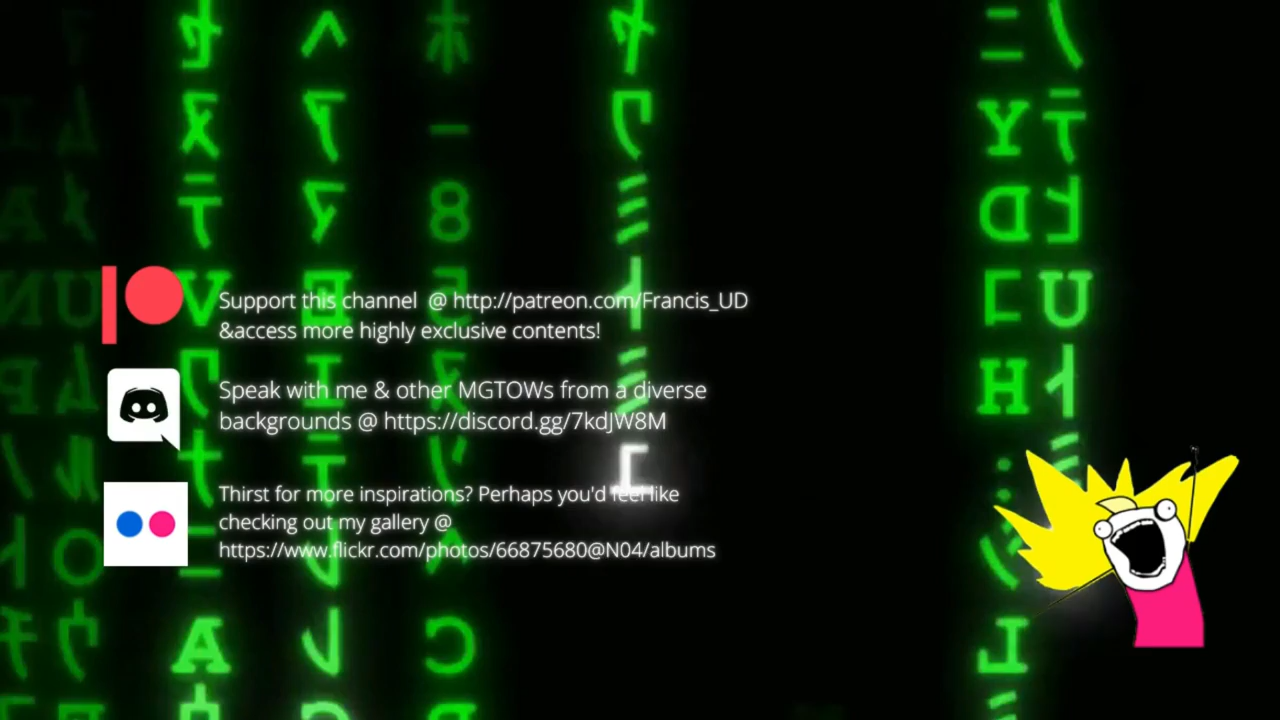 Support this channel @ http://patreon.com/Francis_UD
&access more highly exclusive contents!
Speak with me & other MGTOWs from a diverse
backgrounds @ https://discord.gg/7kdJW8M
Thirst for more inspirations? Perhaps you'd feel like
checking out my gallery @
https://www.flickr.com/photos/66875680@N04/albums